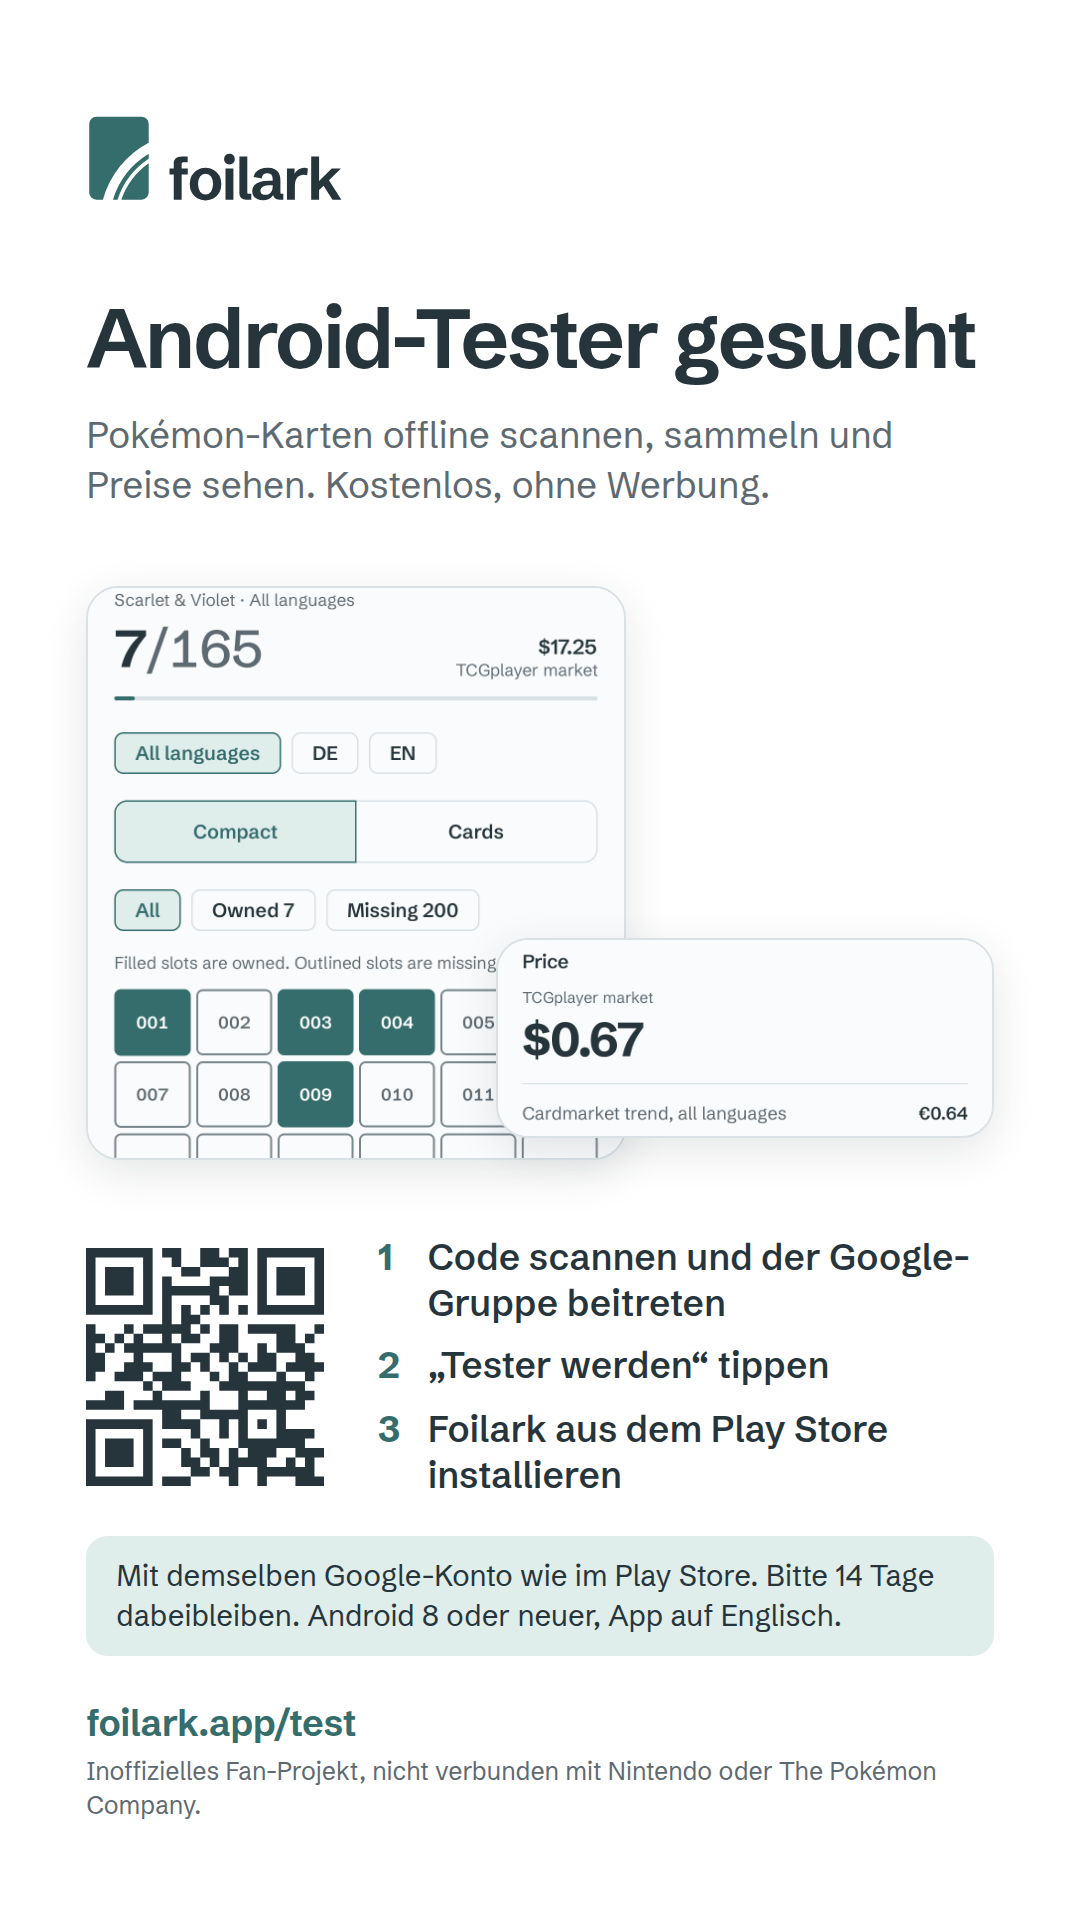 foilark
Android-Tester gesucht
Pokémon-Karten offline scannen, sammeln und
Preise sehen. Kostenlos, ohne Werbung.
Scarlet & Violet · All languages
7/165
$17.25
TCGplayer market
All languages DE EN
Compact Cards
All Owned 7 Missing 200
Filled slots are owned. Outlined slots are missing
001 002 003 004 005
007 008 009 010 011
Price
TCGplayer market
$0.67
Cardmarket trend, all languages €0.64
1 Code scannen und der Google-
Gruppe beitreten
2 „Tester werden“ tippen
3 Foilark aus dem Play Store
installieren
Mit demselben Google-Konto wie im Play Store. Bitte 14 Tage
dabeibleiben. Android 8 oder neuer, App auf Englisch.
foilark.app/test
Inoffizielles Fan-Projekt, nicht verbunden mit Nintendo oder The Pokémon
Company.